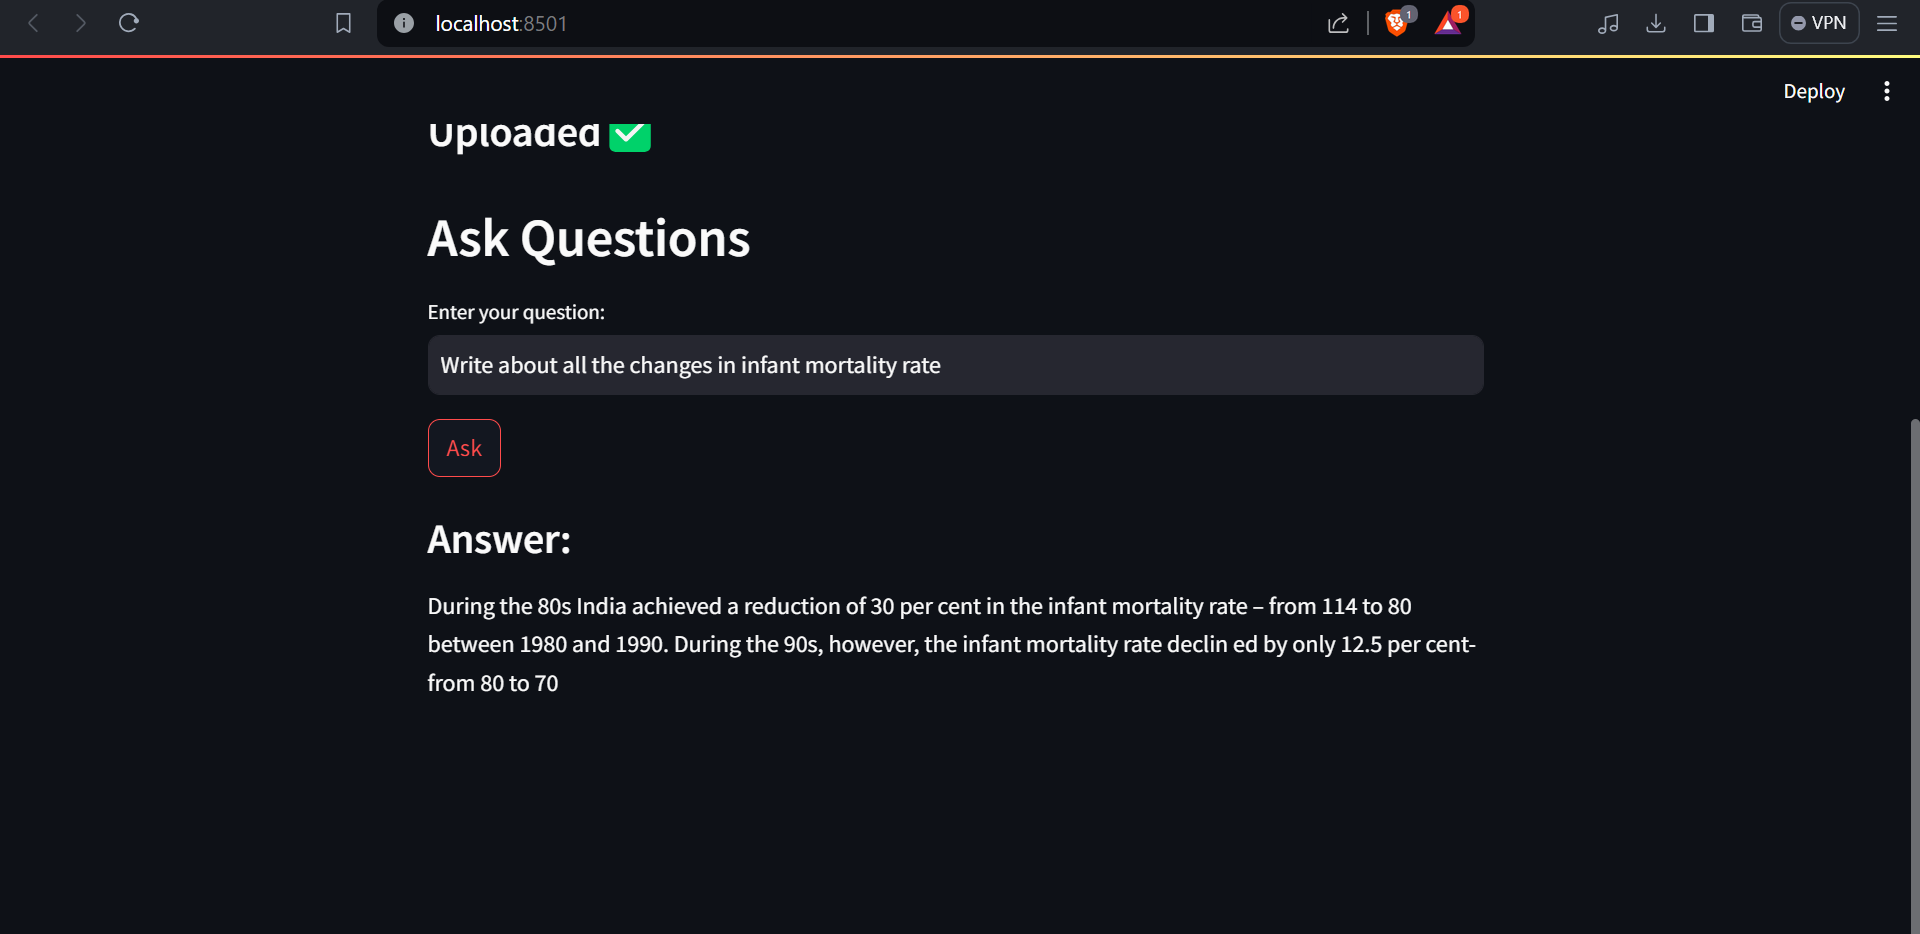 localhost:8501
1
1
VPN
Deploy
Uploaded
Ask Questions
Enter your question:
Write about all the changes in infant mortality rate
Ask
Answer:
During the 80s India achieved a reduction of 30 per cent in the infant mortality rate – from 114 to 80
between 1980 and 1990. During the 90s, however, the infant mortality rate declin ed by only 12.5 per cent-
from 80 to 70